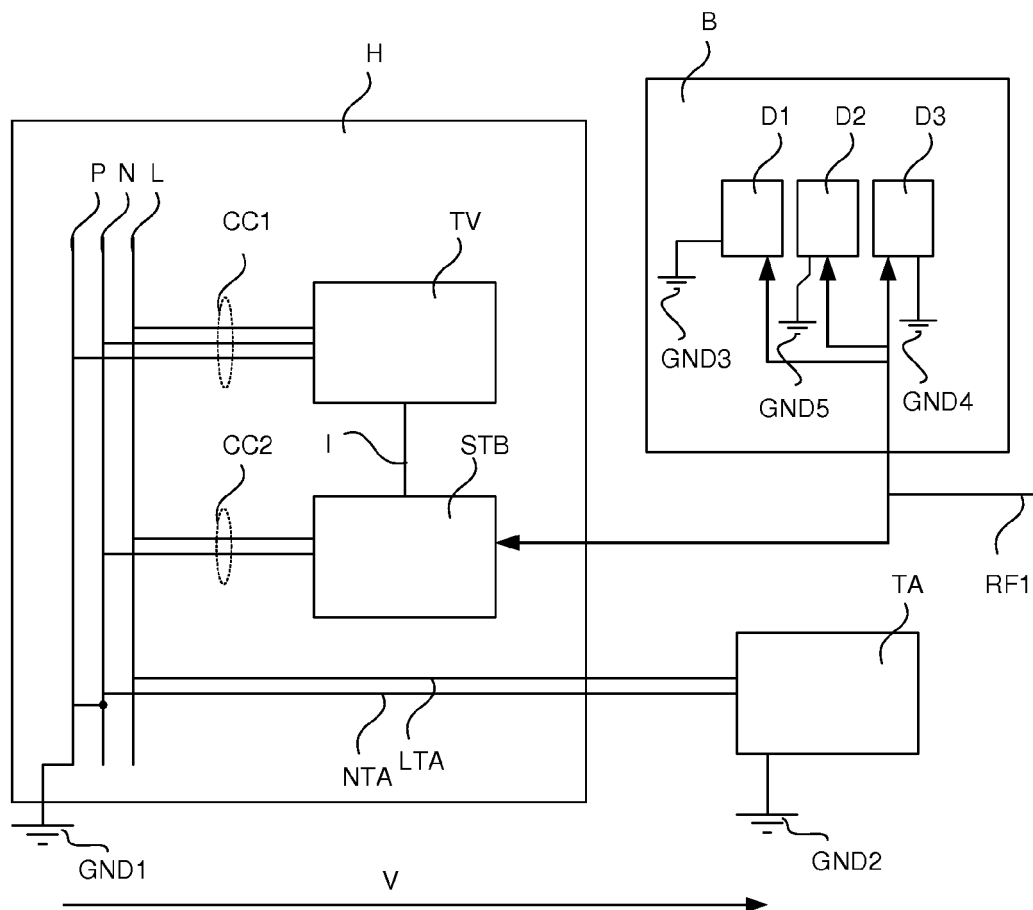 B
H
D1
D2
D3
P
N
L
CC1
TV
GND3
GND5
GND4
CC2
I
STB
RF1
TA
NTA
LTA
GND1
GND2
V